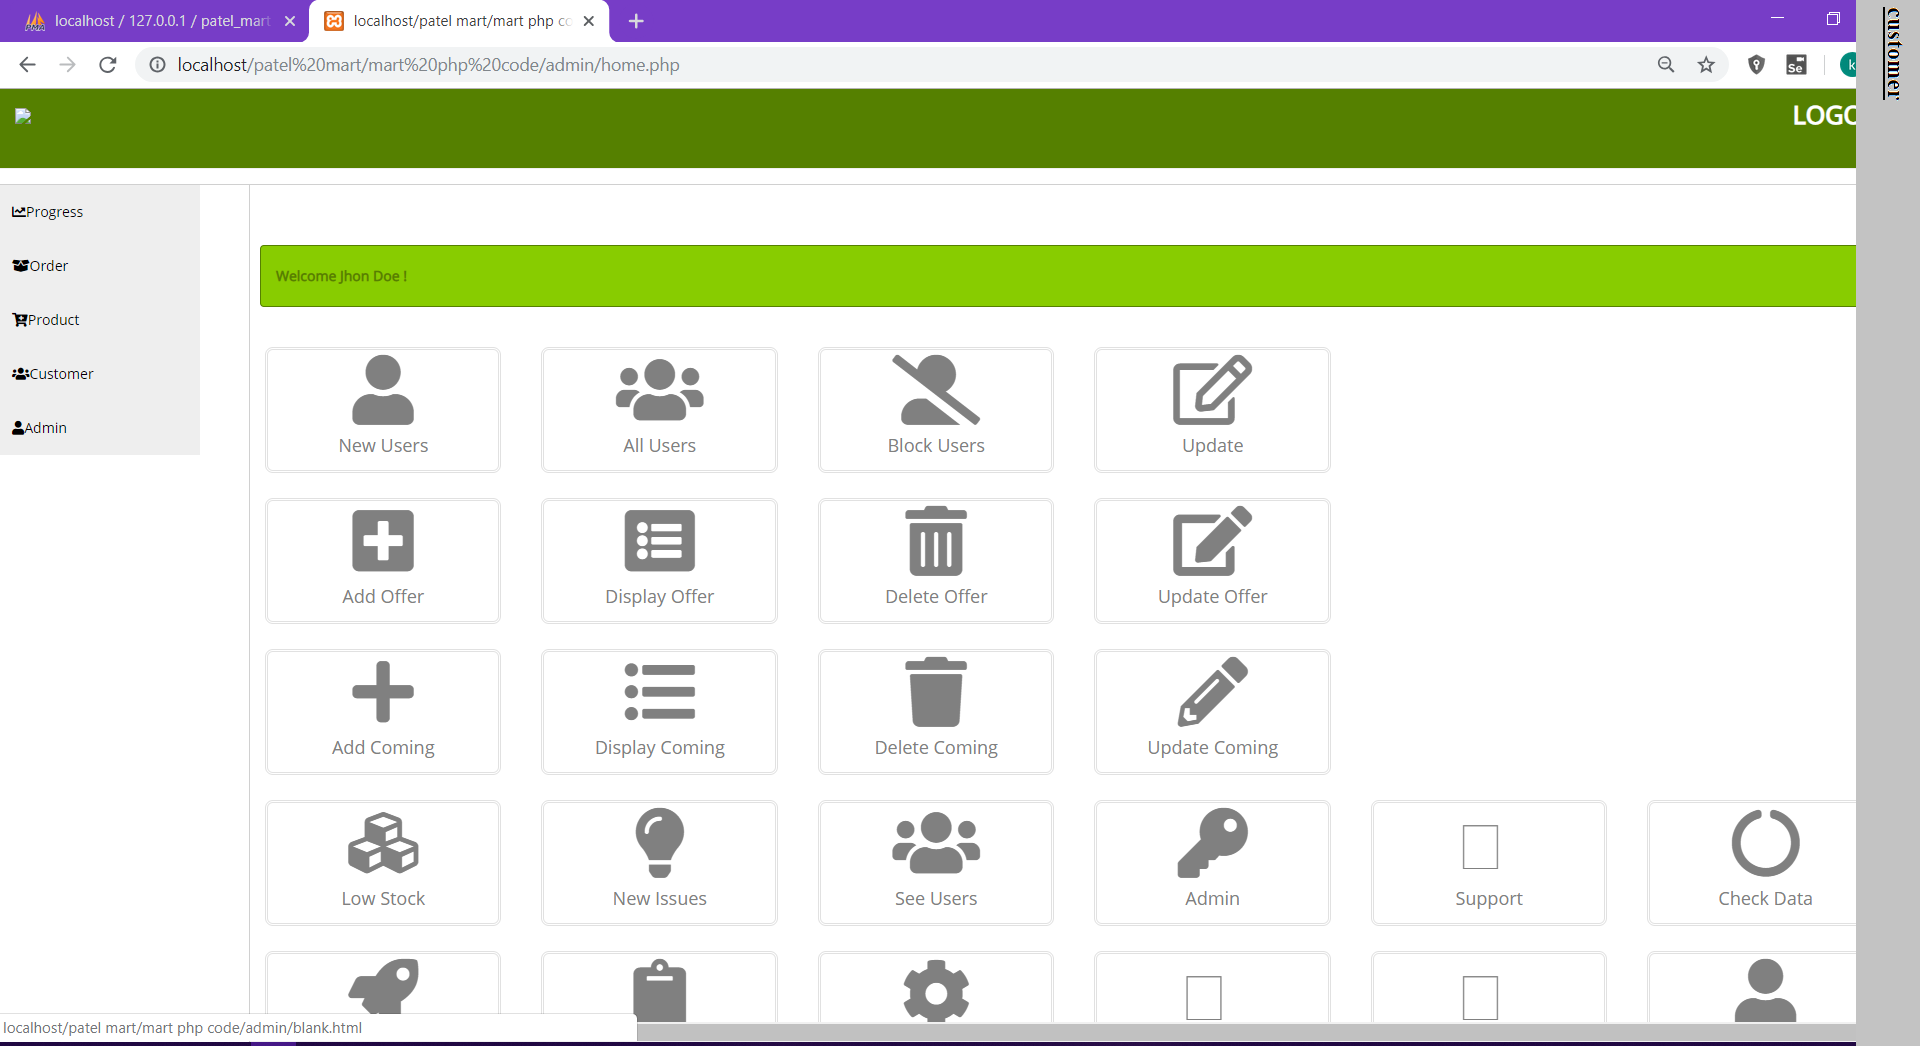 localhost / 127.0.0.1 / patel_mart
localhost/patel mart/mart php co
localhost/patel%20mart/mart%20php%20code/admin/home.php
Se
k
customer
LOGO
Progress
Order
Product
Customer
Admin
Welcome Jhon Doe !
New Users
All Users
Block Users
Update
Add Offer
Display Offer
Delete Offer
Update Offer
Add Coming
Display Coming
Delete Coming
Update Coming
Low Stock
New Issues
See Users
Admin
Support
Check Data
localhost/patel mart/mart php code/admin/blank.html